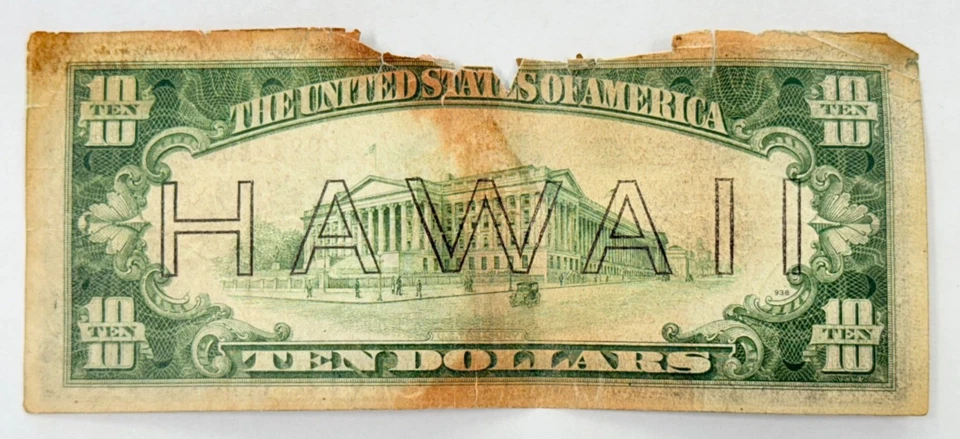 THE UNITED STATES OF AMERICA
10 TEN 10
10 TEN 10
HAWAII
938
10 TEN 10
10 TEN 10
TEN DOLLARS